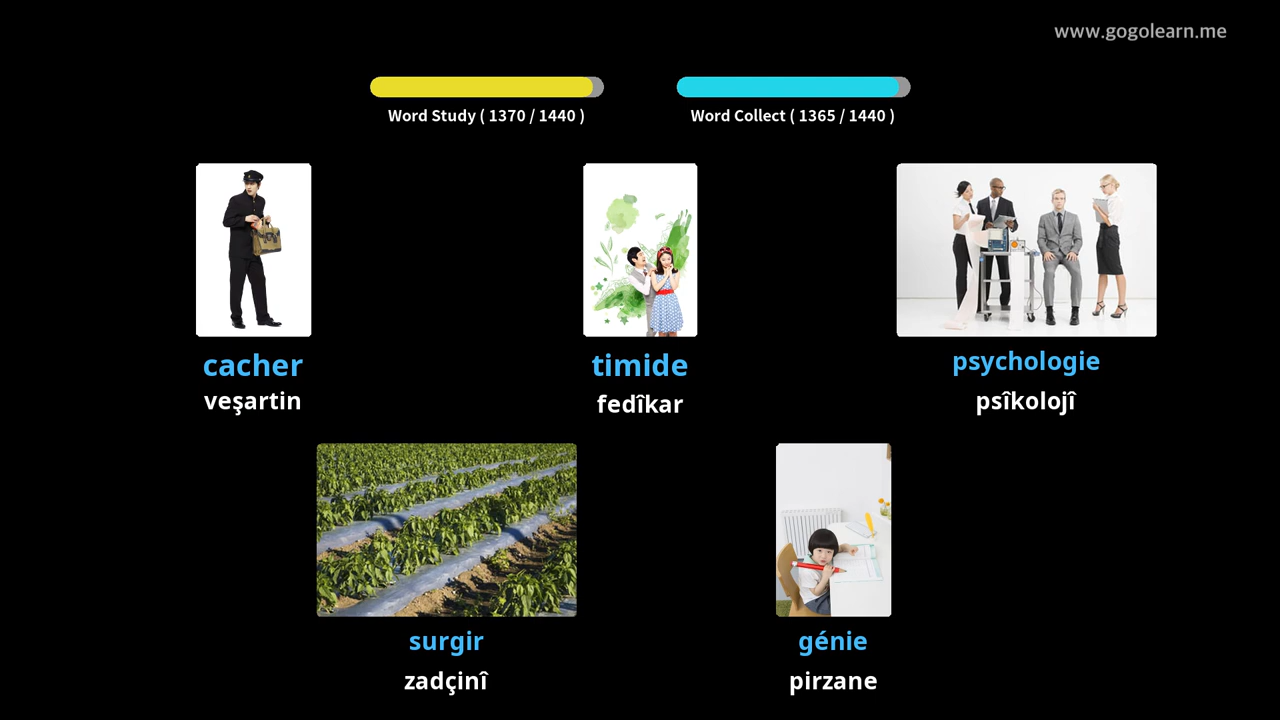 www.gogolearn.me
Word Study ( 1370 / 1440 )
Word Collect ( 1365 / 1440 )
cacher
veşartin
timide
fedîkar
psychologie
psîkolojî
surgir
zadçinî
génie
pirzane